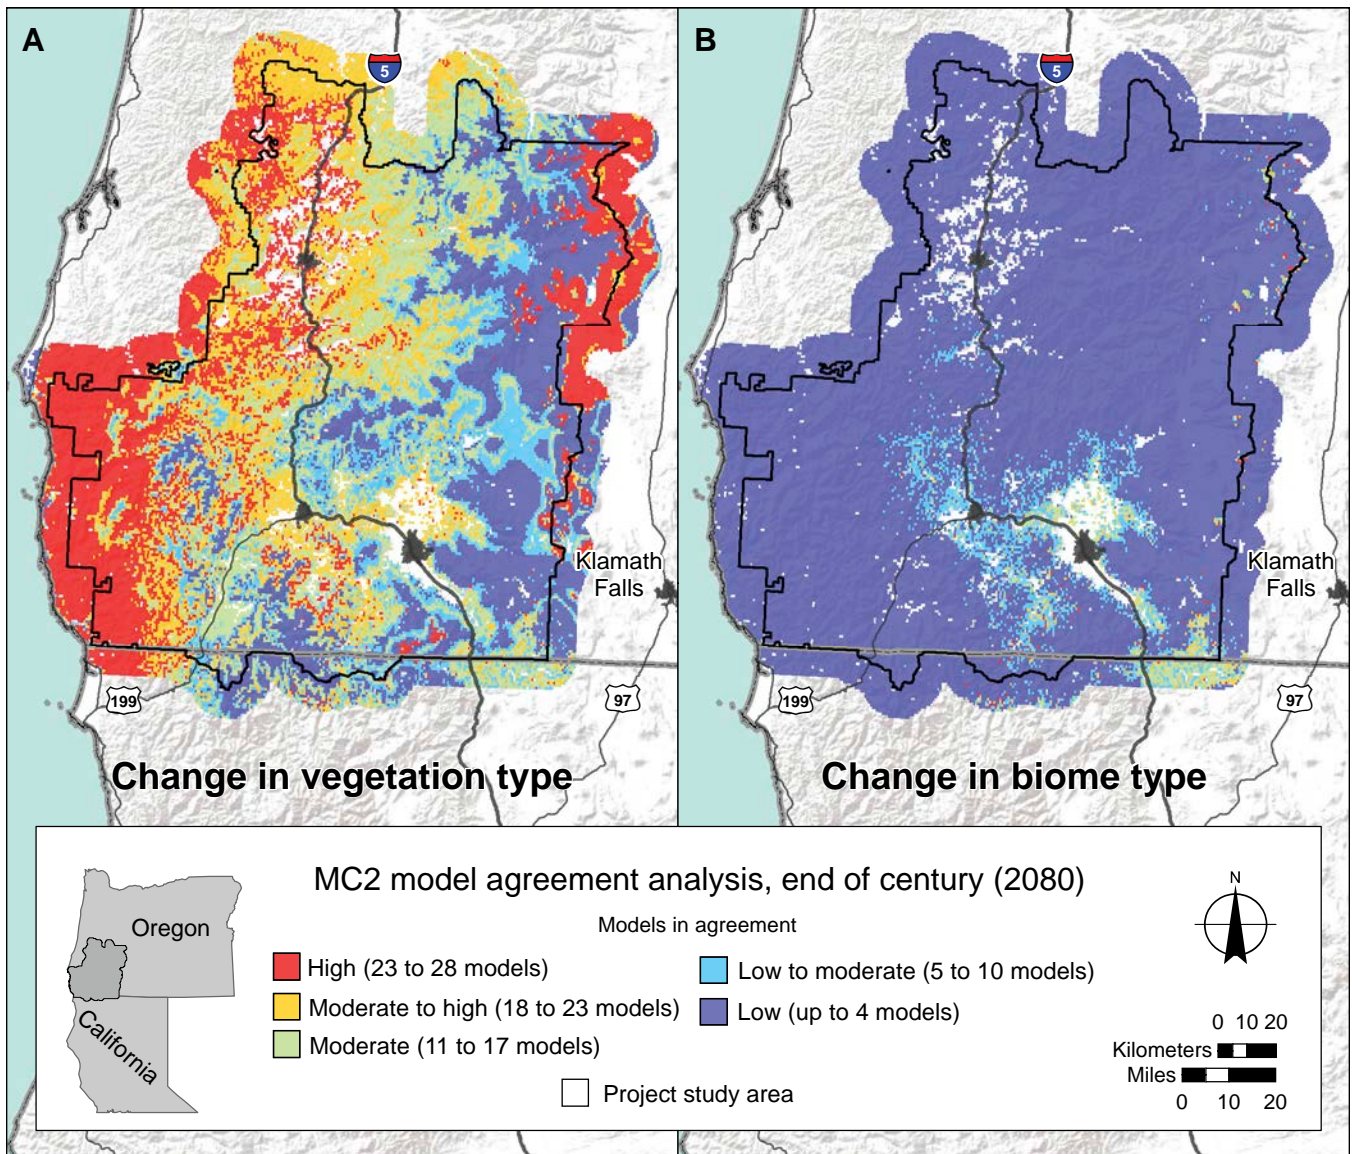 A
B
5
5
Klamath
Falls
Klamath
Falls
199
97
199
97
Change in vegetation type
Change in biome type
MC2 model agreement analysis, end of century (2080)
Models in agreement
High (23 to 28 models)
Moderate to high (18 to 23 models)
Moderate (11 to 17 models)
Low to moderate (5 to 10 models)
Low (up to 4 models)
Project study area
Oregon
California
N
0 10 20
Kilometers
Miles
0 10 20